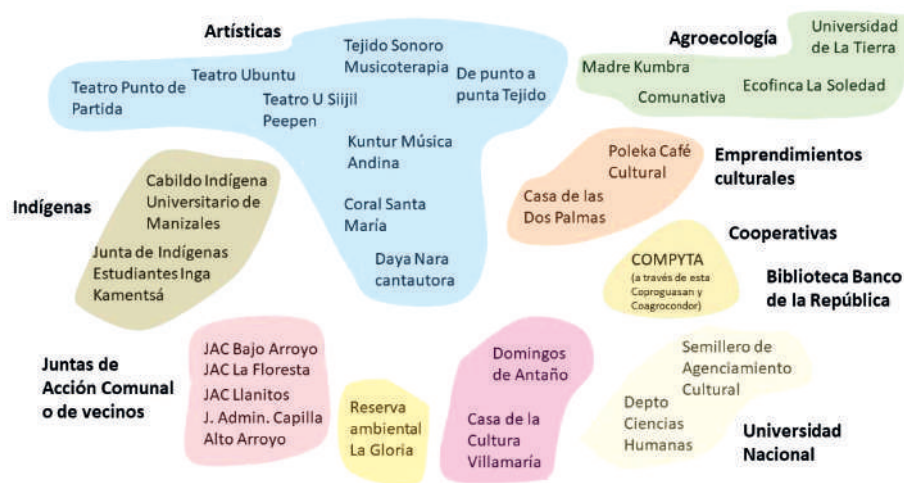 Artísticas
Teatro Punto de
Partida
Teatro Ubuntu
Teatro U Siijil
Peepen
Tejido Sonoro
Musicoterapia
De punto a
punta Tejido
Kuntur Música
Andina
Coral Santa
María
Daya Nara
cantautora
Agroecología
Universidad
de La Tierra
Madre Kumbra
Comunativa
Ecofinca La Soledad
Indígenas
Cabildo Indígena
Universitario de
Manizales
Junta de Indígenas
Estudiantes Inga
Kamentsá
Poleka Café
Cultural
Casa de las
Dos Palmas
Emprendimientos
culturales
Cooperativas
COMPYTA
(a través de esta
Coproguasan y
Coagrocondor)
Biblioteca Banco
de la República
Juntas de
Acción Comunal
o de vecinos
JAC Bajo Arroyo
JAC La Floresta
JAC Llanitos
J. Admin. Capilla
Alto Arroyo
Reserva
ambiental
La Gloria
Domingos
de Antaño
Casa de la
Cultura
Villamaría
Semillero de
Agenciamiento
Cultural
Depto
Ciencias
Humanas
Universidad
Nacional